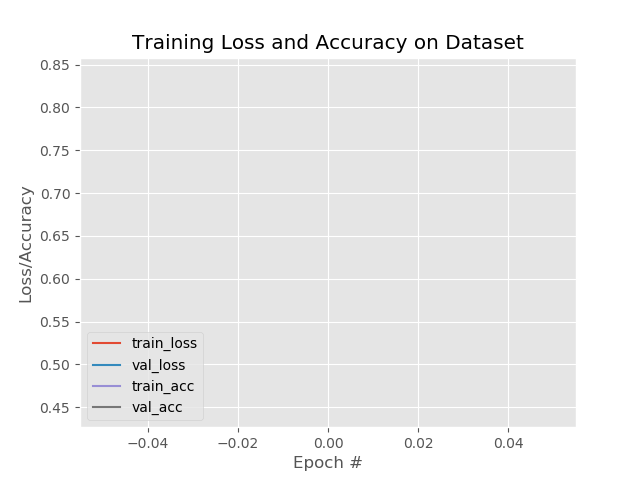 Training Loss and Accuracy on Dataset
Loss/Accuracy
0.85
0.80
0.75
0.70
0.65
0.60
0.55
0.50
0.45
train_loss
val_loss
train_acc
val_acc
−0.04 −0.02 0.00 0.02 0.04
Epoch #